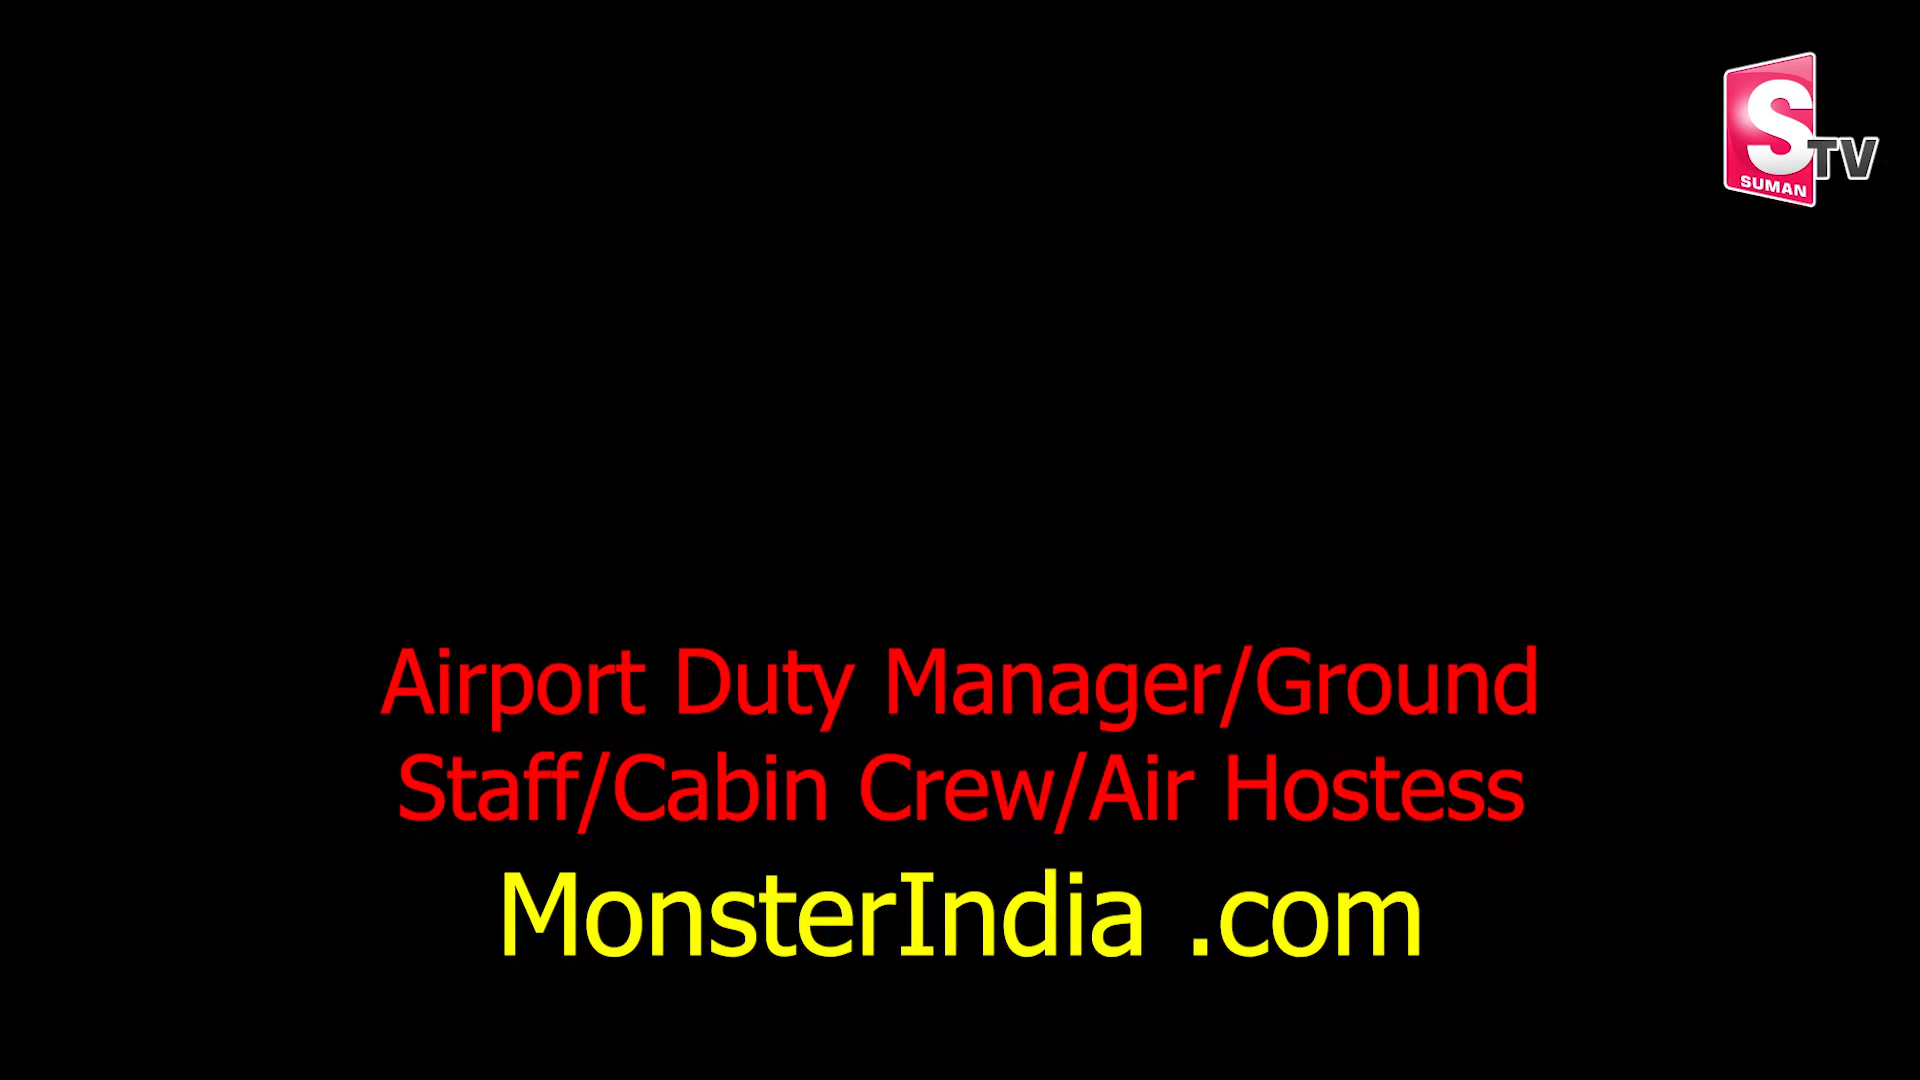 S
TV
SUMAN
Airport Duty Manager/Ground
Staff/Cabin Crew/Air Hostess
MonsterIndia .com